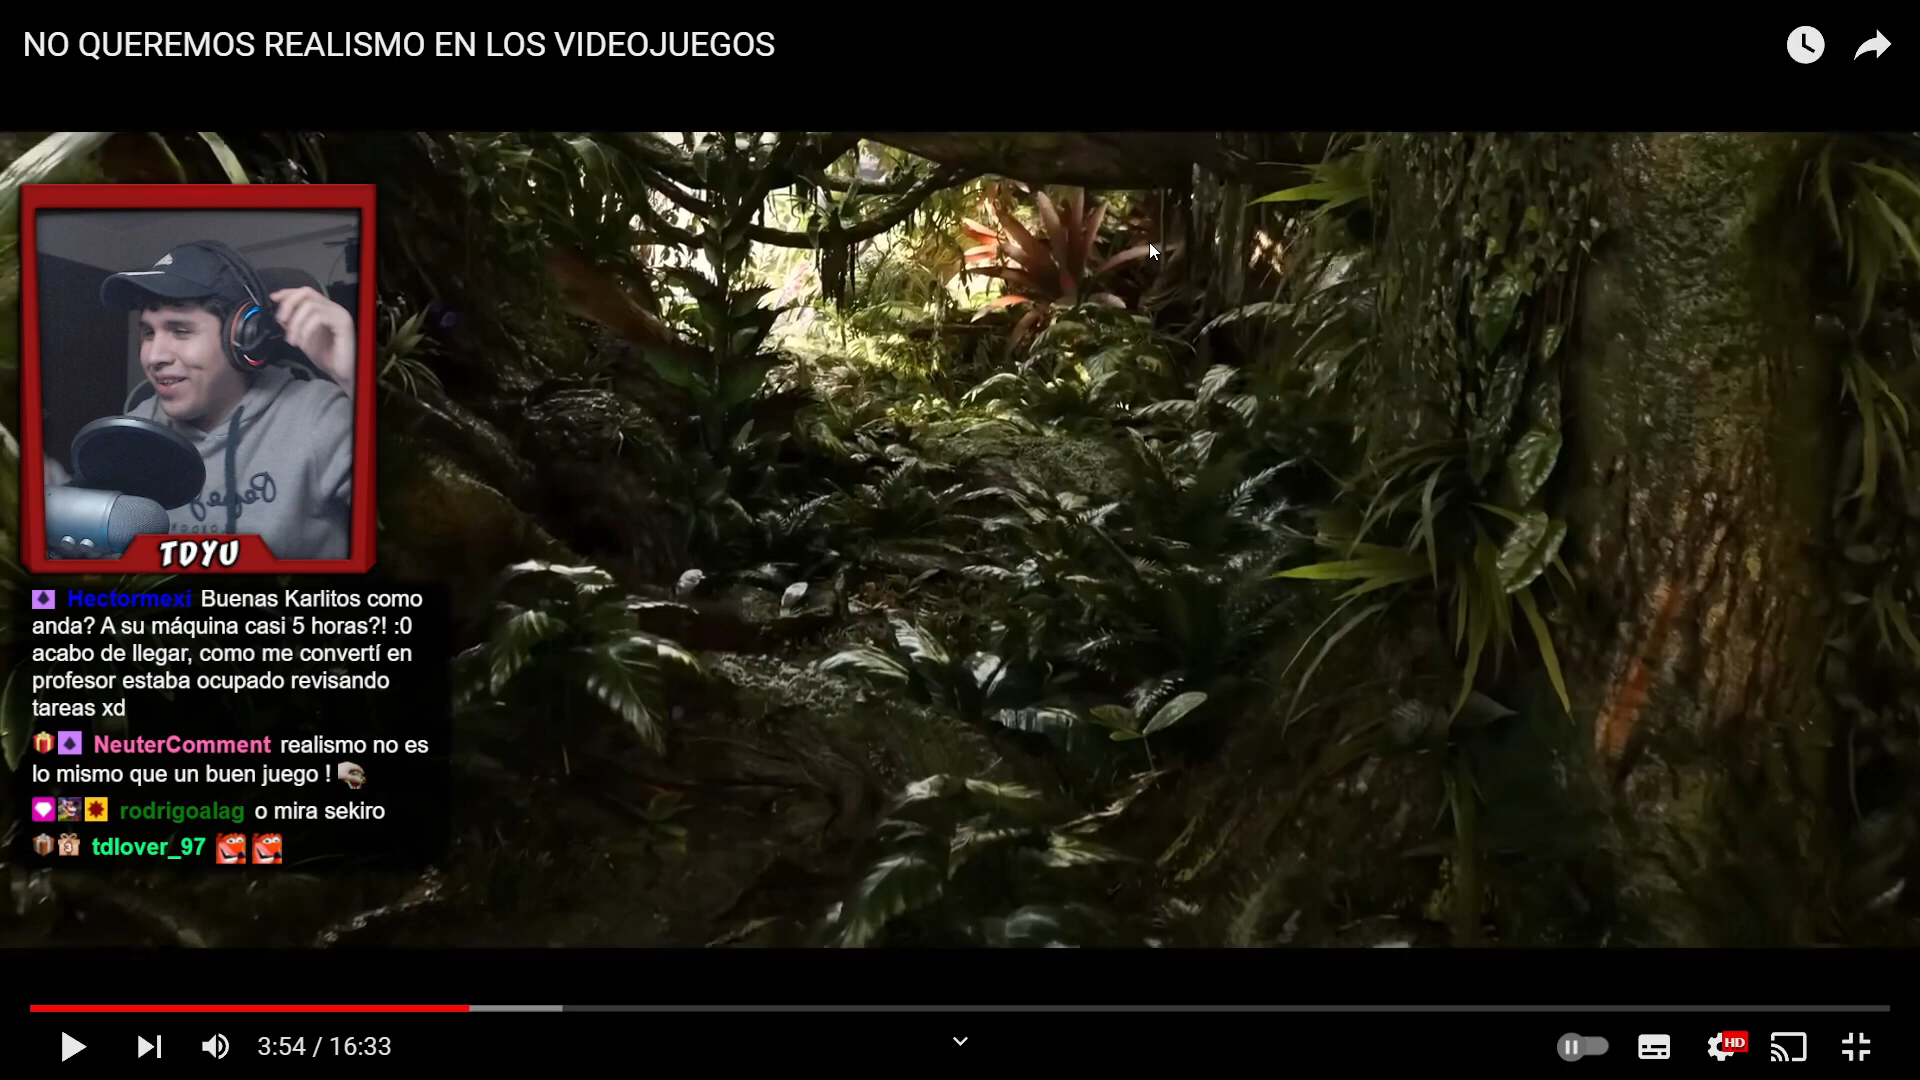 NO QUEREMOS REALISMO EN LOS VIDEOJUEGOS
TDYU
Hectormexi Buenas Karlitos como
anda? A su máquina casi 5 horas?! :0
acabo de llegar, como me convertí en
profesor estaba ocupado revisando
tareas xd
NeuterComment realismo no es
lo mismo que un buen juego !
rodrigoalag o mira sekiro
3 tdlover_97
3:54 / 16:33
HD